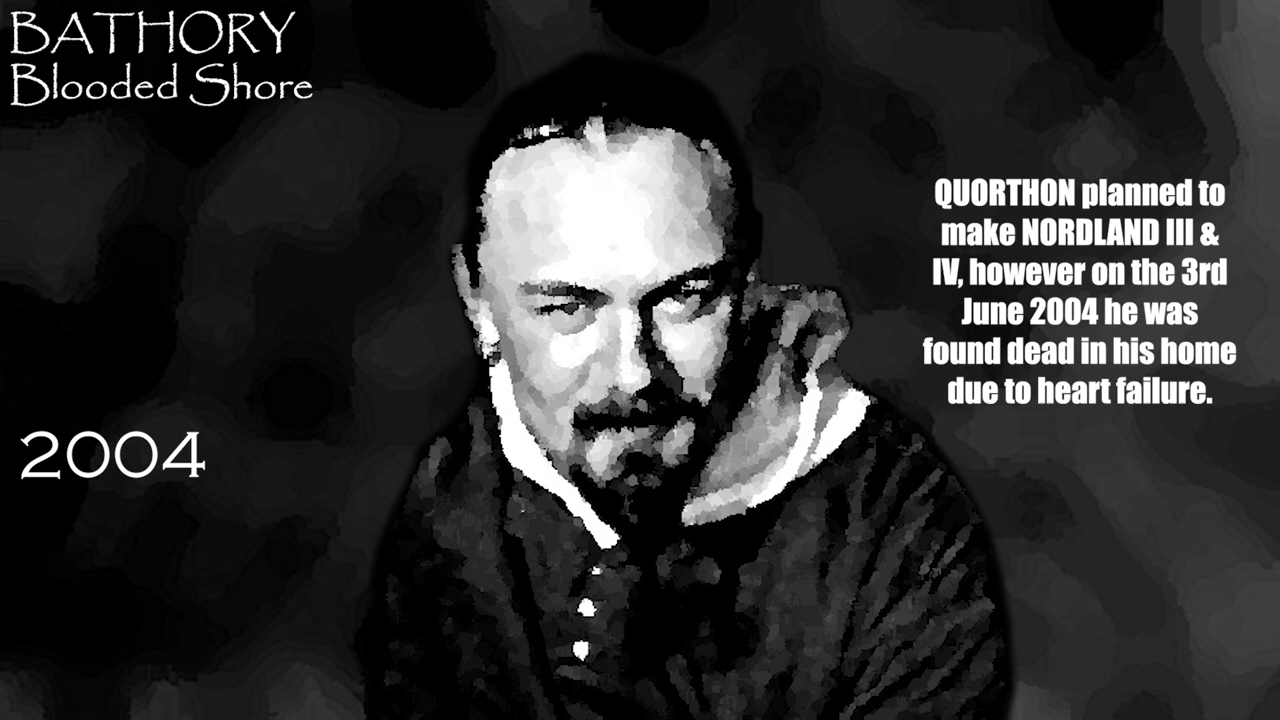 BATHORY
Blooded Shore
QUORTHON planned to
make NORDLAND III &
IV, however on the 3rd
June 2004 he was
found dead in his home
due to heart failure.
2004